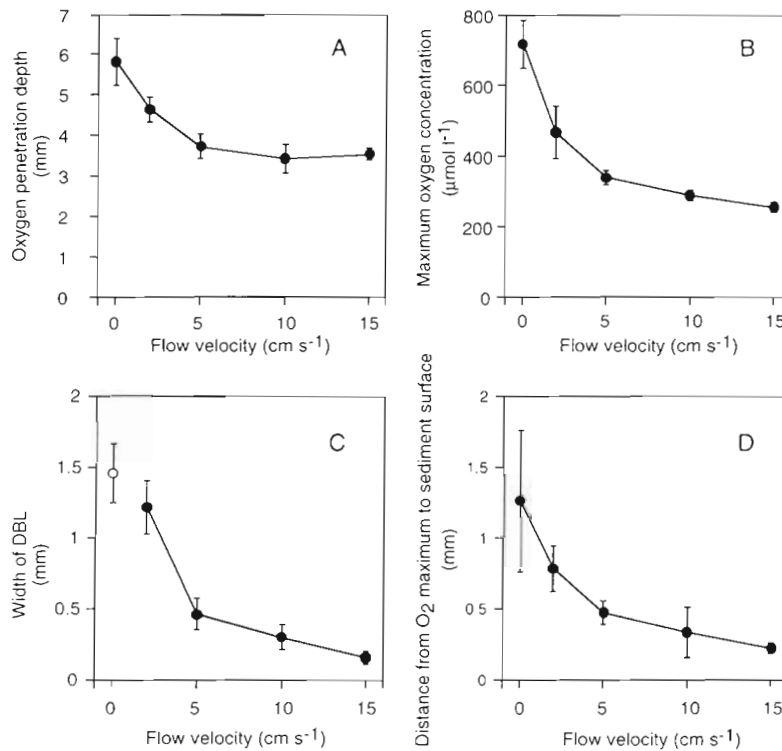 A
Oxygen penetration depth
(mm)
7
6
5
4
3
2
1
0
0 5 10 15
Flow velocity (cm s-1)
B
Maximum oxygen concentration
(µmol l-1)
800
600
400
200
0
0 5 10 15
Flow velocity (cm s-1)
C
Width of DBL
(mm)
2
1.5
1
0.5
0
0 5 10 15
Flow velocity (cm s-1)
D
Distance from O2 maximum to sediment surface
(mm)
2
1.5
1
0.5
0
0 5 10 15
Flow velocity (cm s-1)